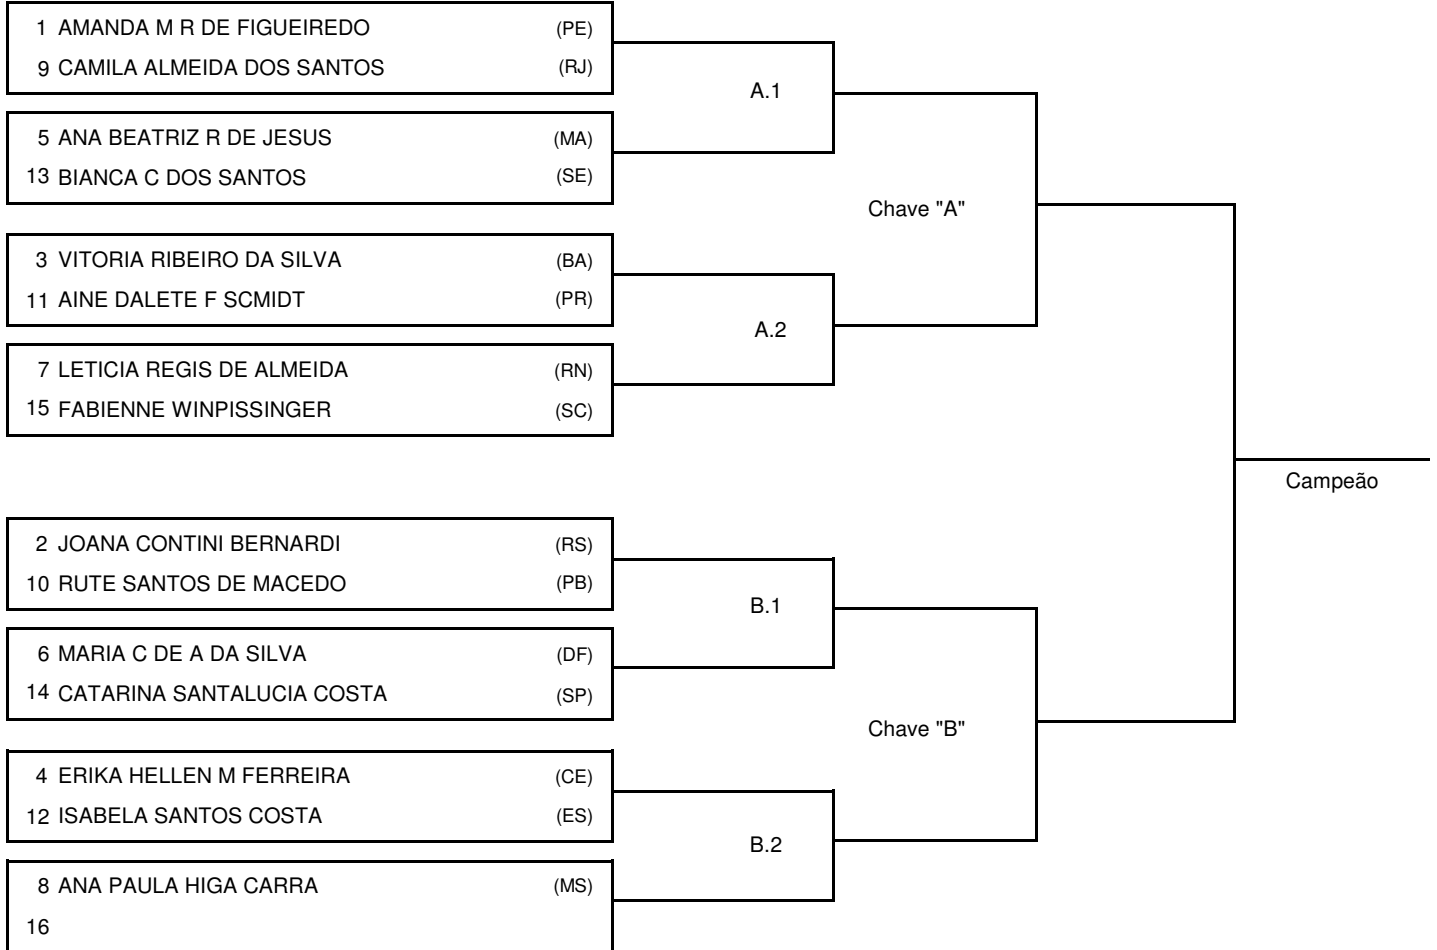 1 AMANDA M R DE FIGUEIREDO (PE)
9 CAMILA ALMEIDA DOS SANTOS (RJ)
A.1
5 ANA BEATRIZ R DE JESUS (MA)
13 BIANCA C DOS SANTOS (SE)
Chave "A"
3 VITORIA RIBEIRO DA SILVA (BA)
11 AINE DALETE F SCMIDT (PR)
A.2
7 LETICIA REGIS DE ALMEIDA (RN)
15 FABIENNE WINPISSINGER (SC)
Campeão
2 JOANA CONTINI BERNARDI (RS)
10 RUTE SANTOS DE MACEDO (PB)
B.1
6 MARIA C DE A DA SILVA (DF)
14 CATARINA SANTALUCIA COSTA (SP)
Chave "B"
4 ERIKA HELLEN M FERREIRA (CE)
12 ISABELA SANTOS COSTA (ES)
B.2
8 ANA PAULA HIGA CARRA (MS)
16